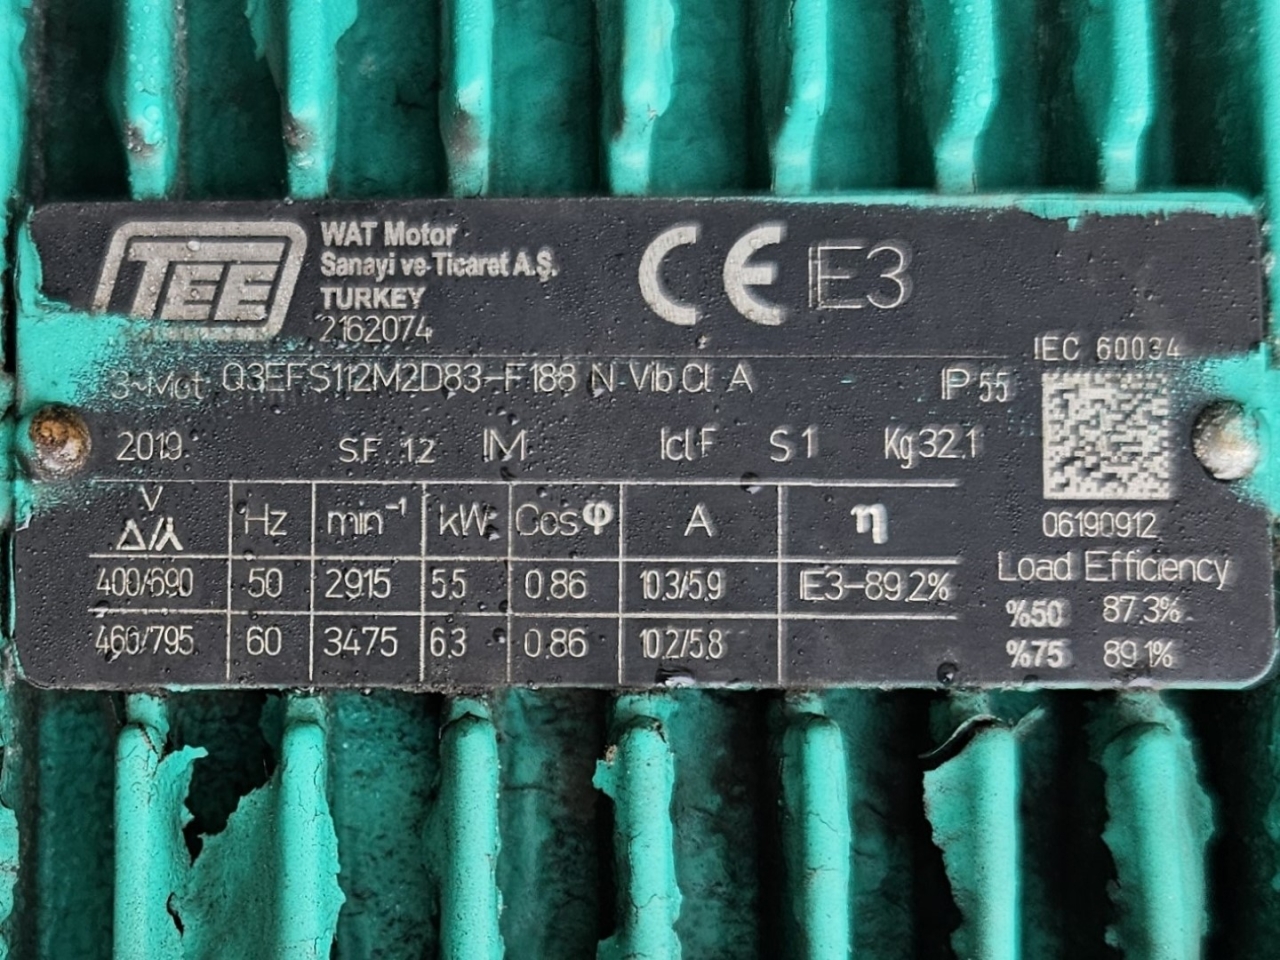 TEE
WAT Motor
Sanayi ve Ticaret A.Ş.
TURKEY
2162074
CE IE3
IEC 60034
3~Mot Q3EFS112M2D83-F188 N Vib.Cl A IP 55
2019 S.F. 1.2 IM Icl F S 1 Kg 32.1
V Δ/⅄ Hz min⁻¹ kW Cosφ A η
400/690 50 2915 5.5 0.86 10.3/5.9 IE3-89.2%
460/795 60 3475 6.3 0.86 10.2/5.8
06190912
Load Efficiency
%50 87.3%
%75 89.1%